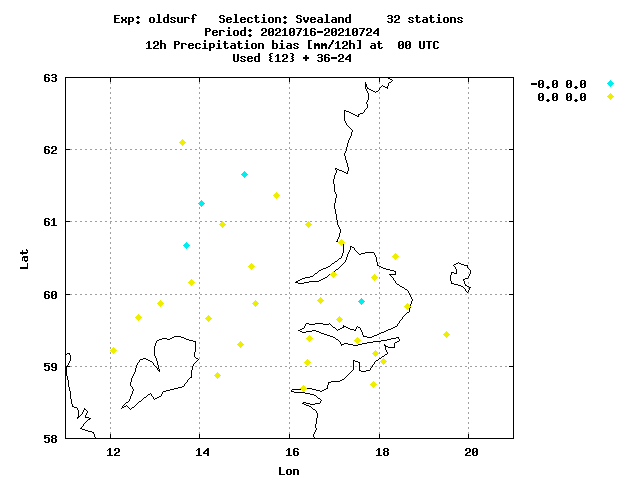 Exp: oldsurf   Selection: Svealand     32 stations
Period: 20210716-20210724
12h Precipitation bias [mm/12h] at  00 UTC
Used {12} + 36-24
-0.0 0.0
0.0 0.0
63
62
61
60
59
58
Lat
12 14 16 18 20
Lon